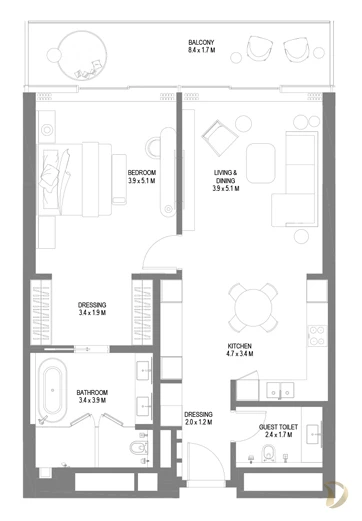 BALCONY
8.4 x 1.7 M
BEDROOM
3.9 x 5.1 M
LIVING &
DINING
3.9 x 5.1 M
DRESSING
3.4 x 1.9 M
KITCHEN
4.7 x 3.4 M
BATHROOM
3.4 x 3.9 M
DRESSING
2.0 x 1.2 M
GUEST TOILET
2.4 x 1.7 M